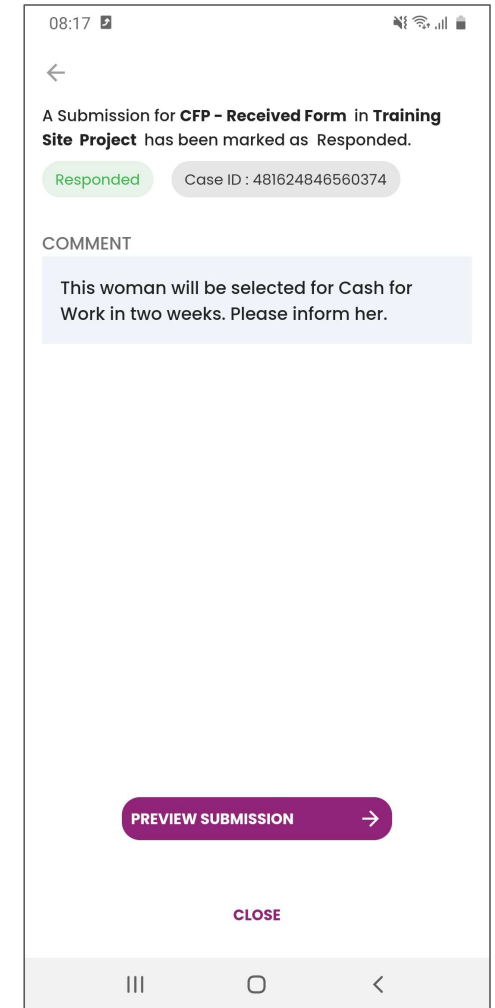 08:17
A Submission for CFP - Received Form in Training
Site Project has been marked as Responded.
Responded
Case ID : 481624846560374
COMMENT
This woman will be selected for Cash for
Work in two weeks. Please inform her.
PREVIEW SUBMISSION
CLOSE